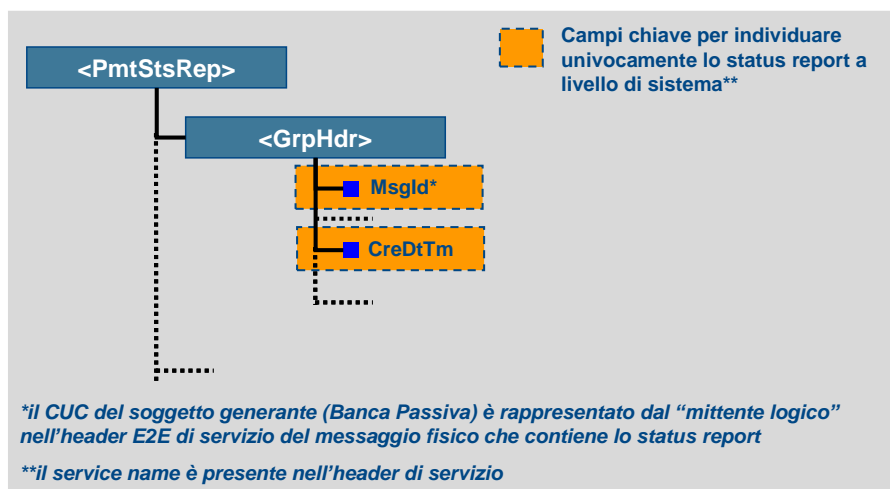 <PmtStsRep>
Campi chiave per individuare
univocamente lo status report a
livello di sistema**
<GrpHdr>
MsgId*
CreDtTm
*il CUC del soggetto generante (Banca Passiva) è rappresentato dal “mittente logico”
nell’header E2E di servizio del messaggio fisico che contiene lo status report
**il service name è presente nell’header di servizio